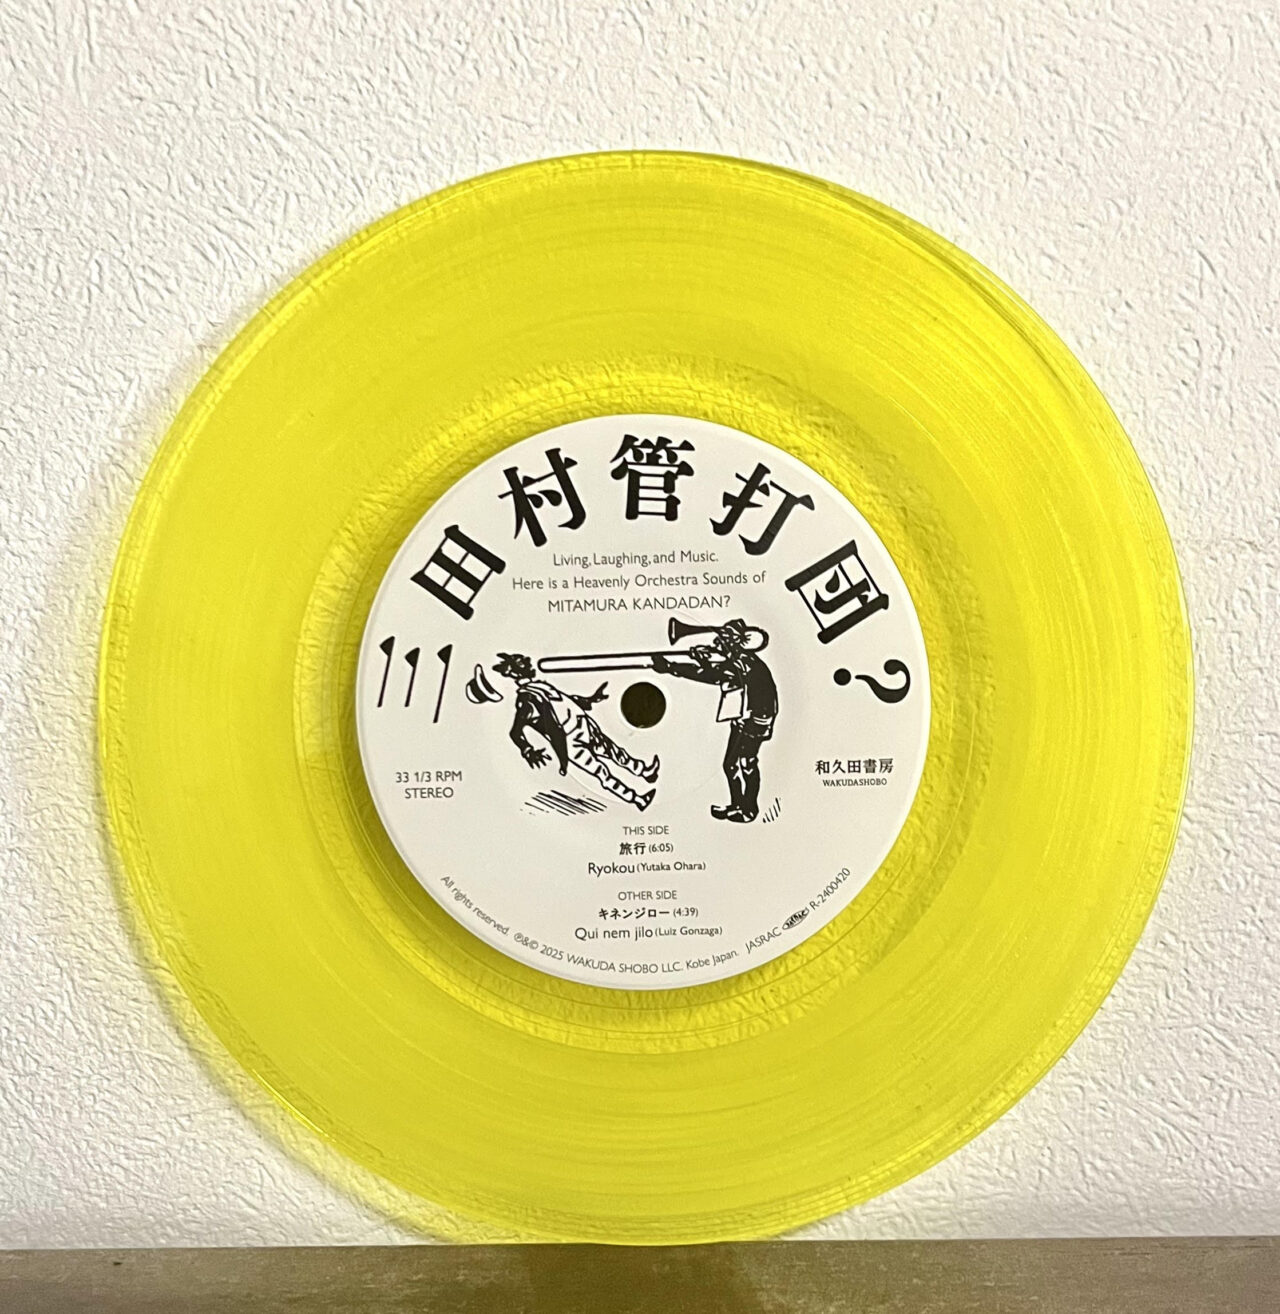 三田村管打団?
Living, Laughing, and Music.
Here is a Heavenly Orchestra Sounds of
MITAMURA KANDADAN?
33 1/3 RPM
STEREO
和久田書房
WAKUDASHOBO
THIS SIDE
旅行 (6:05)
Ryokou (Yutaka Ohara)
OTHER SIDE
キネンジロー (4:39)
Qui nem jilo (Luiz Gonzaga)
All rights reserved. ℗&© 2025 WAKUDA SHOBO LLC. Kobe Japan. JASRAC R-2400420